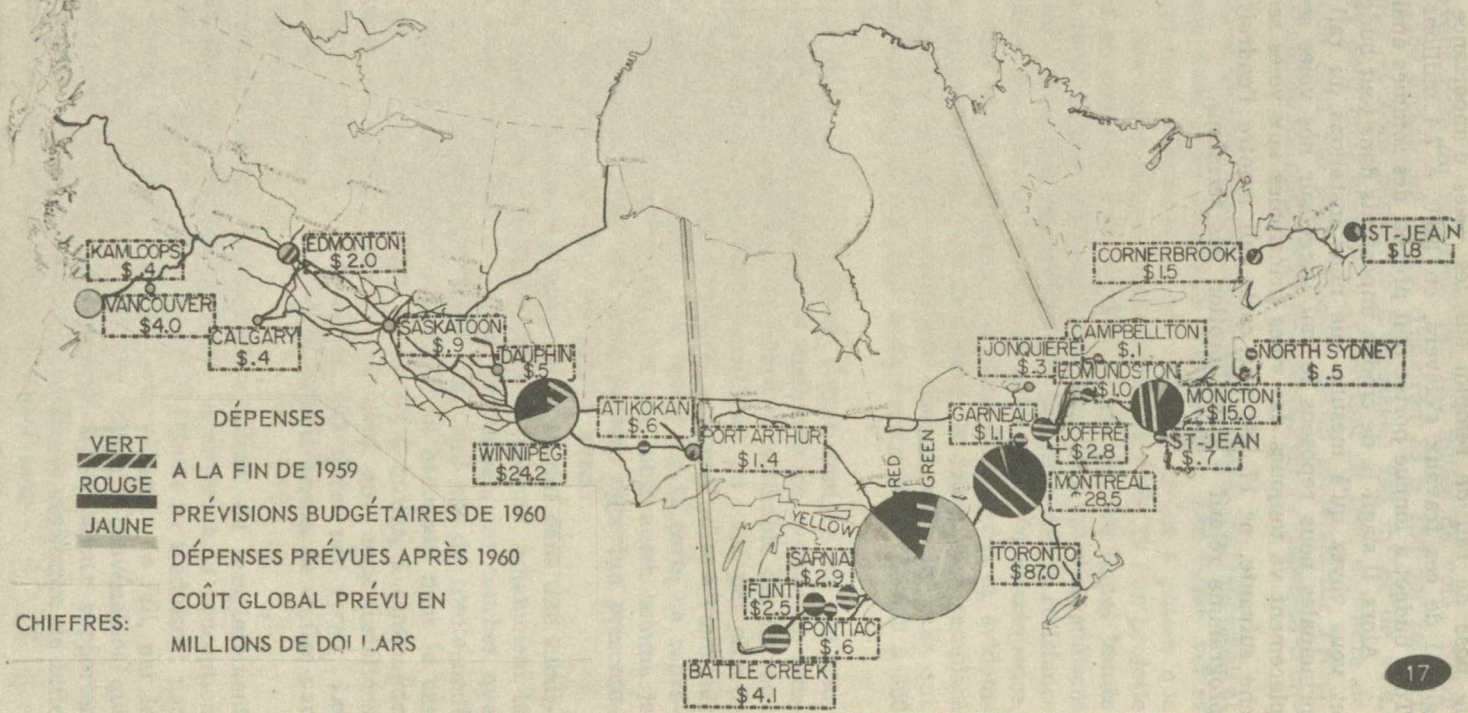 KAMLOOPS
$.4
VANCOUVER
$4.0
EDMONTON
$2.0
CALGARY
$.4
SASKATOON
$.9
DAUPHIN
$.5
WINNIPEG
$24.2
ATIKOKAN
$.6
PORT ARTHUR
$1.4
CORNERBROOK
$1.5
ST-JEAN
$1.8
CAMPBELLTON
$.1
JONQUIERE
$.3
EDMUNDSTON
$1.0
NORTH SYDNEY
$.5
MONCTON
$15.0
GARNEAU
$1.1
JOFFRE
$2.8
ST-JEAN
$.7
MONTREAL
28.5
RED
GREEN
YELLOW
TORONTO
$87.0
SARNIA
$2.9
FLINT
$2.5
PONTIAC
$.6
BATTLE CREEK
$4.1
DÉPENSES
VERT
A LA FIN DE 1959
ROUGE
PRÉVISIONS BUDGÉTAIRES DE 1960
JAUNE
DÉPENSES PRÉVUES APRÈS 1960
CHIFFRES:
COÛT GLOBAL PRÉVU EN
MILLIONS DE DOLLARS
17